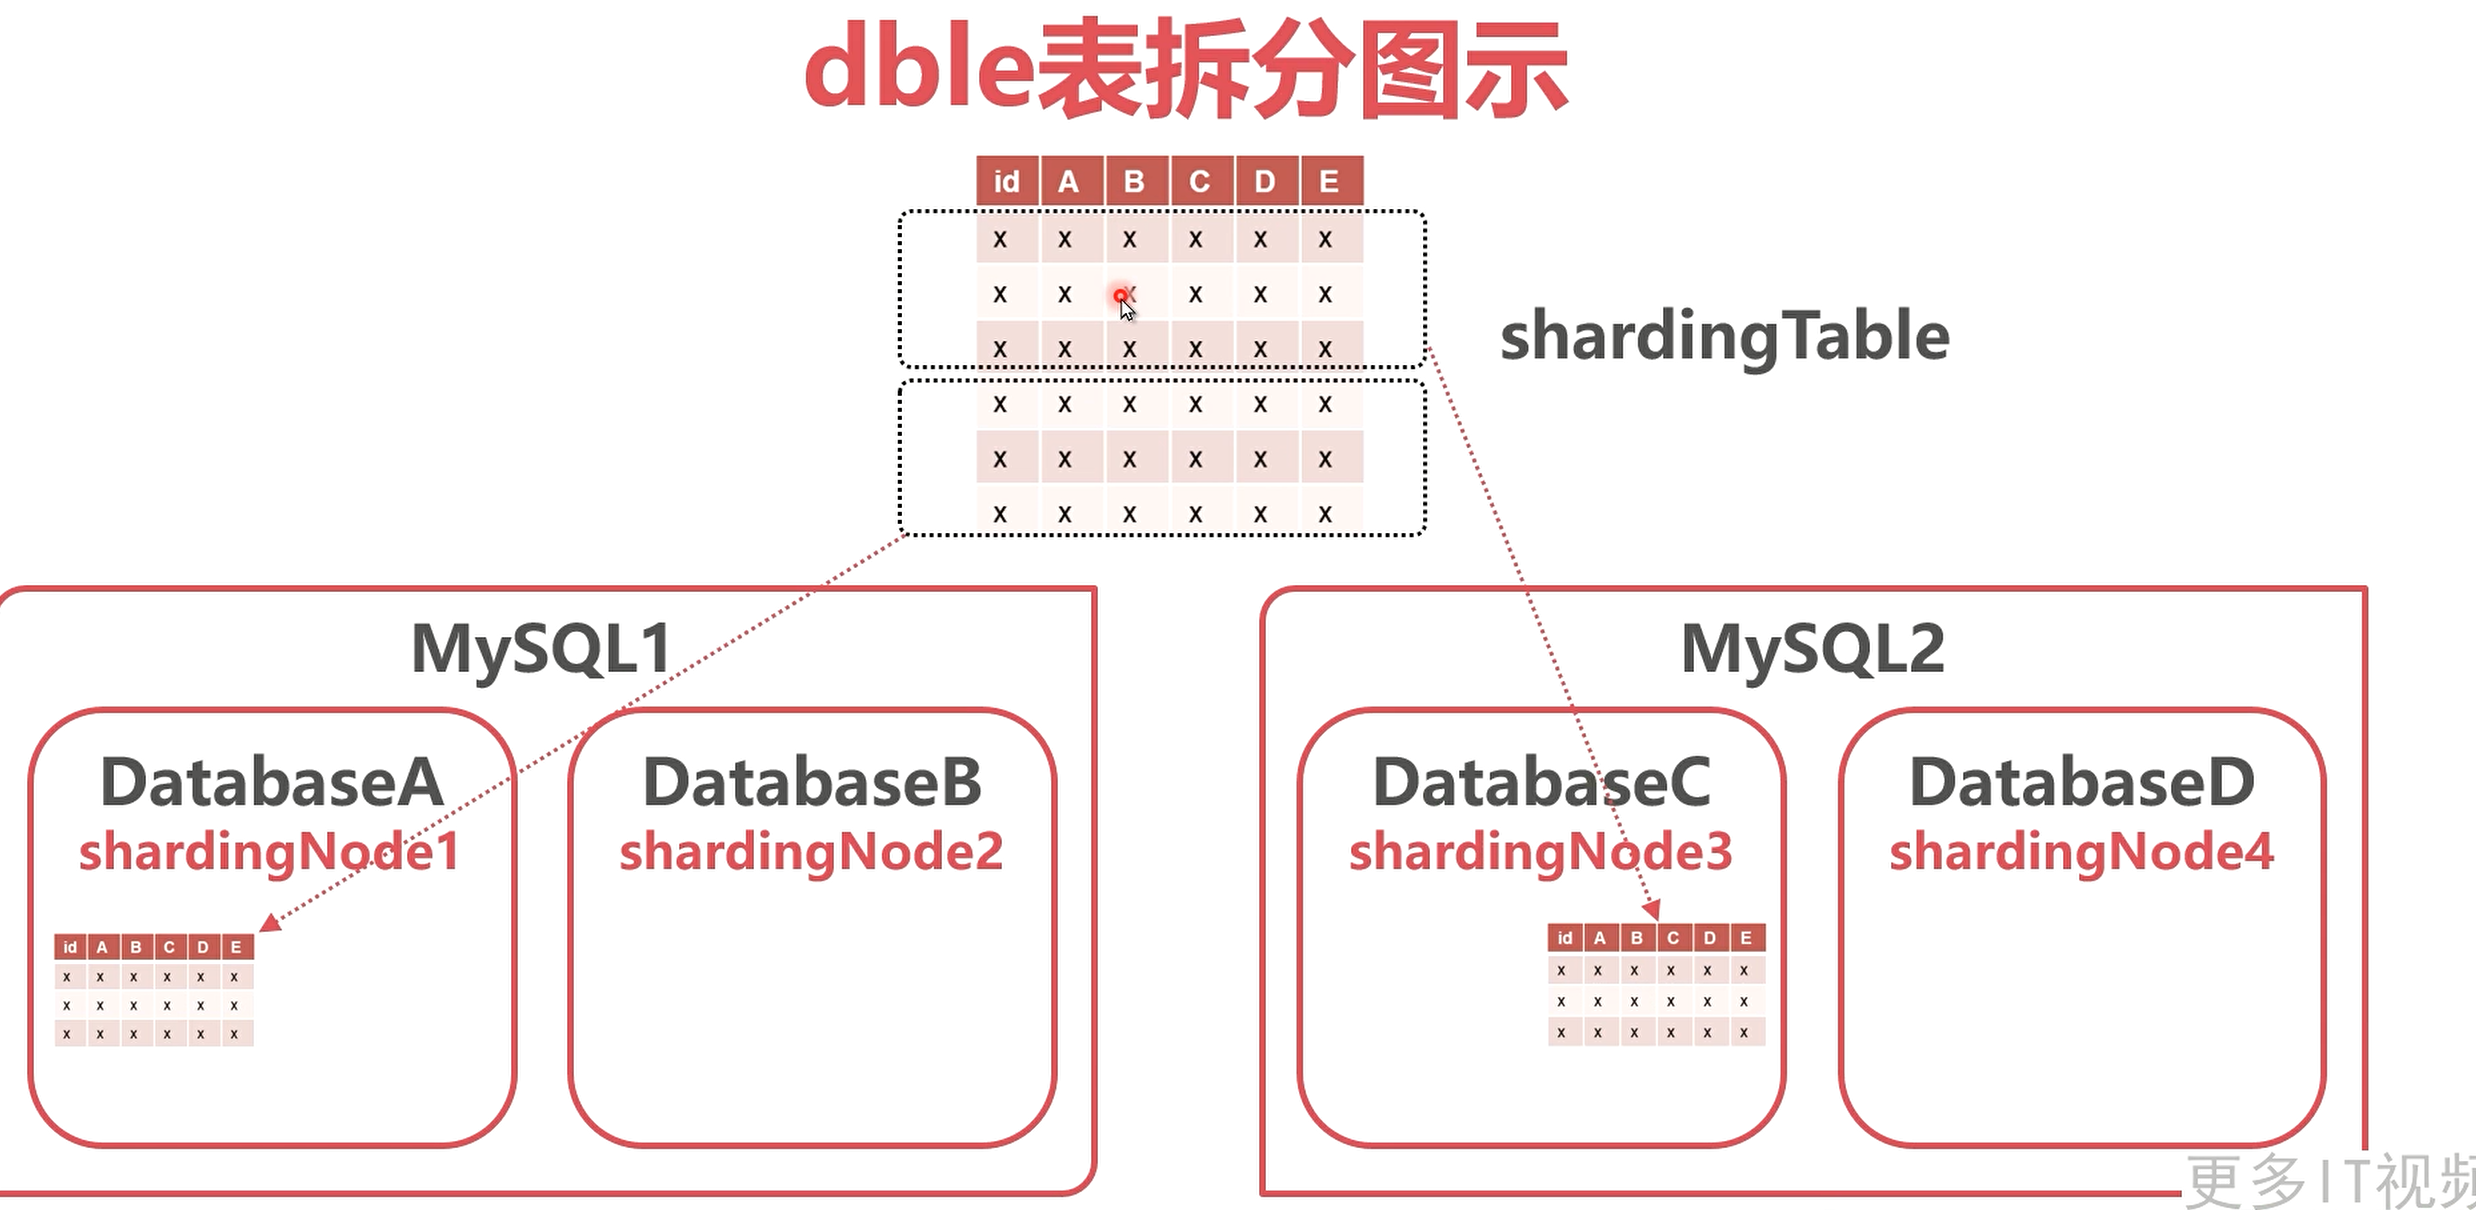 dble表拆分图示
id A B C D E
X X X X X X
X X X X X X
X X X X X X
X X X X X X
X X X X X X
X X X X X X
shardingTable
MySQL1
DatabaseA
shardingNode1
id A B C D E
X X X X X X
X X X X X X
X X X X X X
DatabaseB
shardingNode2
MySQL2
DatabaseC
shardingNode3
id A B C D E
X X X X X X
X X X X X X
X X X X X X
DatabaseD
shardingNode4
更多IT视频